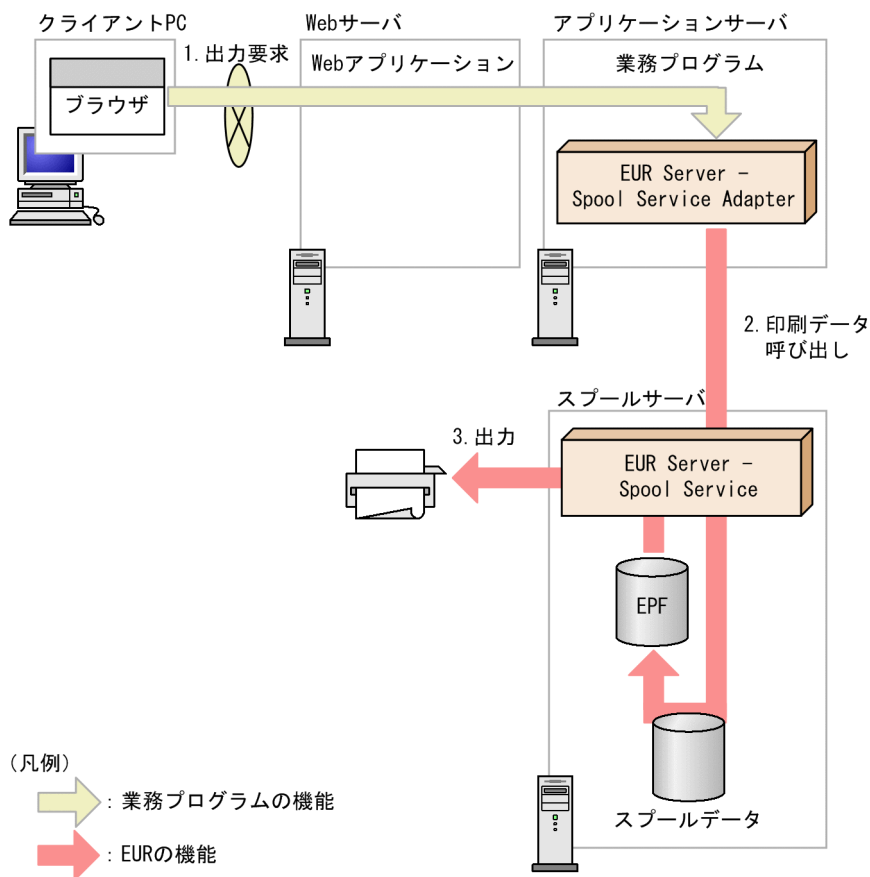 クライアントPC
Webサーバ
アプリケーションサーバ
1. 出力要求
Webアプリケーション
業務プログラム
ブラウザ
EUR Server －
Spool Service Adapter
2. 印刷データ
呼び出し
スプールサーバ
3. 出力
EUR Server －
Spool Service
EPF
スプールデータ
（凡例）
：業務プログラムの機能
：EURの機能